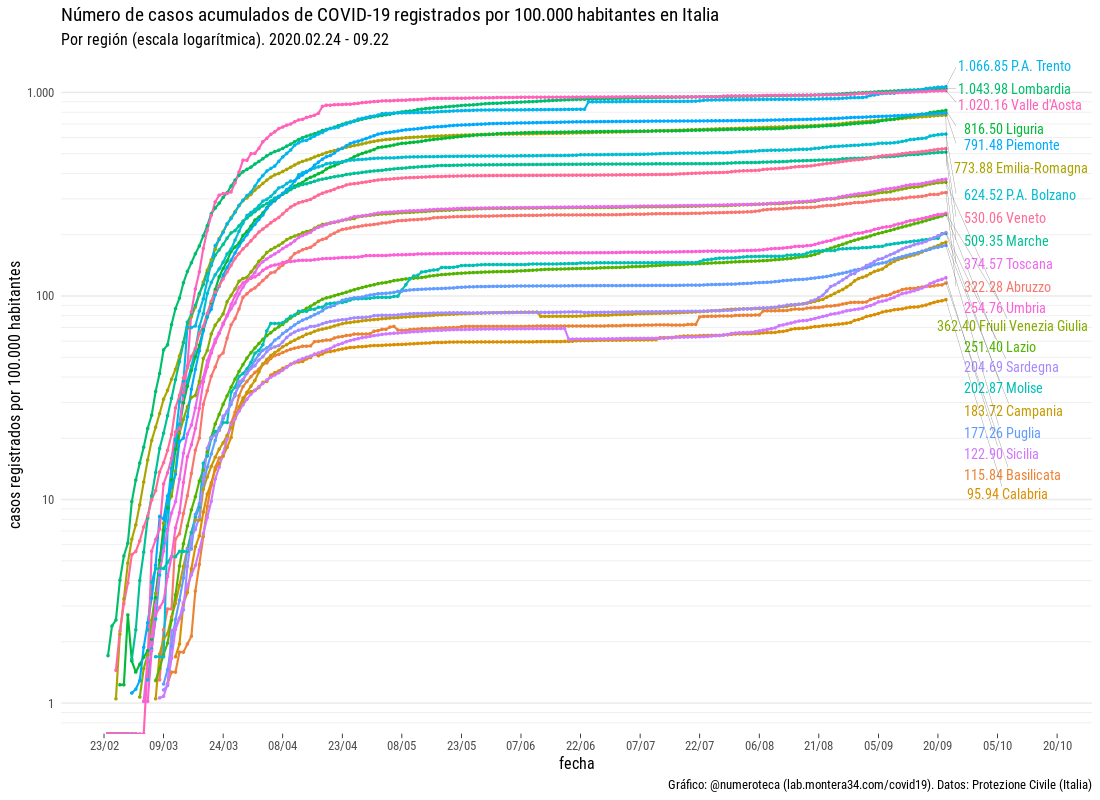 Número de casos acumulados de COVID-19 registrados por 100.000 habitantes en Italia
Por región (escala logarítmica). 2020.02.24 - 09.22
casos registrados por 100.000 habitantes
1.000
100
10
1
1.066.85 P.A. Trento
1.043.98 Lombardia
1.020.16 Valle d'Aosta
816.50 Liguria
791.48 Piemonte
773.88 Emilia-Romagna
624.52 P.A. Bolzano
530.06 Veneto
509.35 Marche
374.57 Toscana
322.28 Abruzzo
254.76 Umbria
362.40 Friuli Venezia Giulia
251.40 Lazio
204.69 Sardegna
202.87 Molise
183.72 Campania
177.26 Puglia
122.90 Sicilia
115.84 Basilicata
95.94 Calabria
23/02 09/03 24/03 08/04 23/04 08/05 23/05 07/06 22/06 07/07 22/07 06/08 21/08 05/09 20/09 05/10 20/10
fecha
Gráfico: @numeroteca (lab.montera34.com/covid19). Datos: Protezione Civile (Italia)